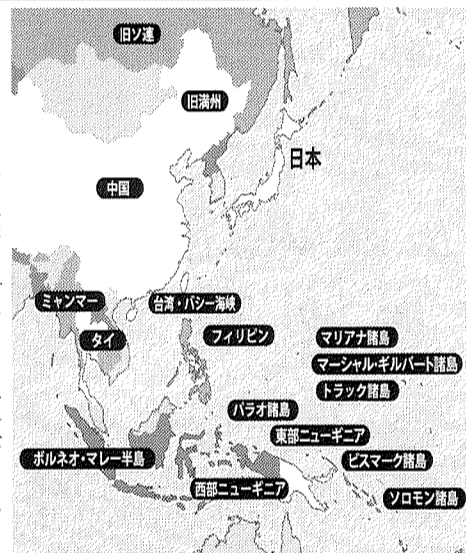 旧ソ連
旧満州
日本
中国
ミャンマー
台湾・バシー海峡
タイ
フィリピン
マリアナ諸島
マーシャル・ギルバート諸島
トラック諸島
パラオ諸島
東部ニューギニア
ボルネオ・マレー半島
ビスマーク諸島
西部ニューギニア
ソロモン諸島